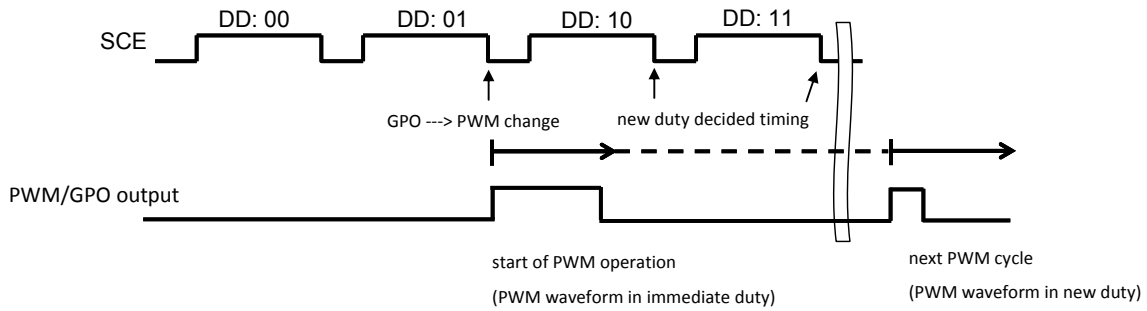 DD: 00 DD: 01 DD: 10 DD: 11
SCE
GPO ---> PWM change new duty decided timing
PWM/GPO output
start of PWM operation next PWM cycle
(PWM waveform in immediate duty) (PWM waveform in new duty)